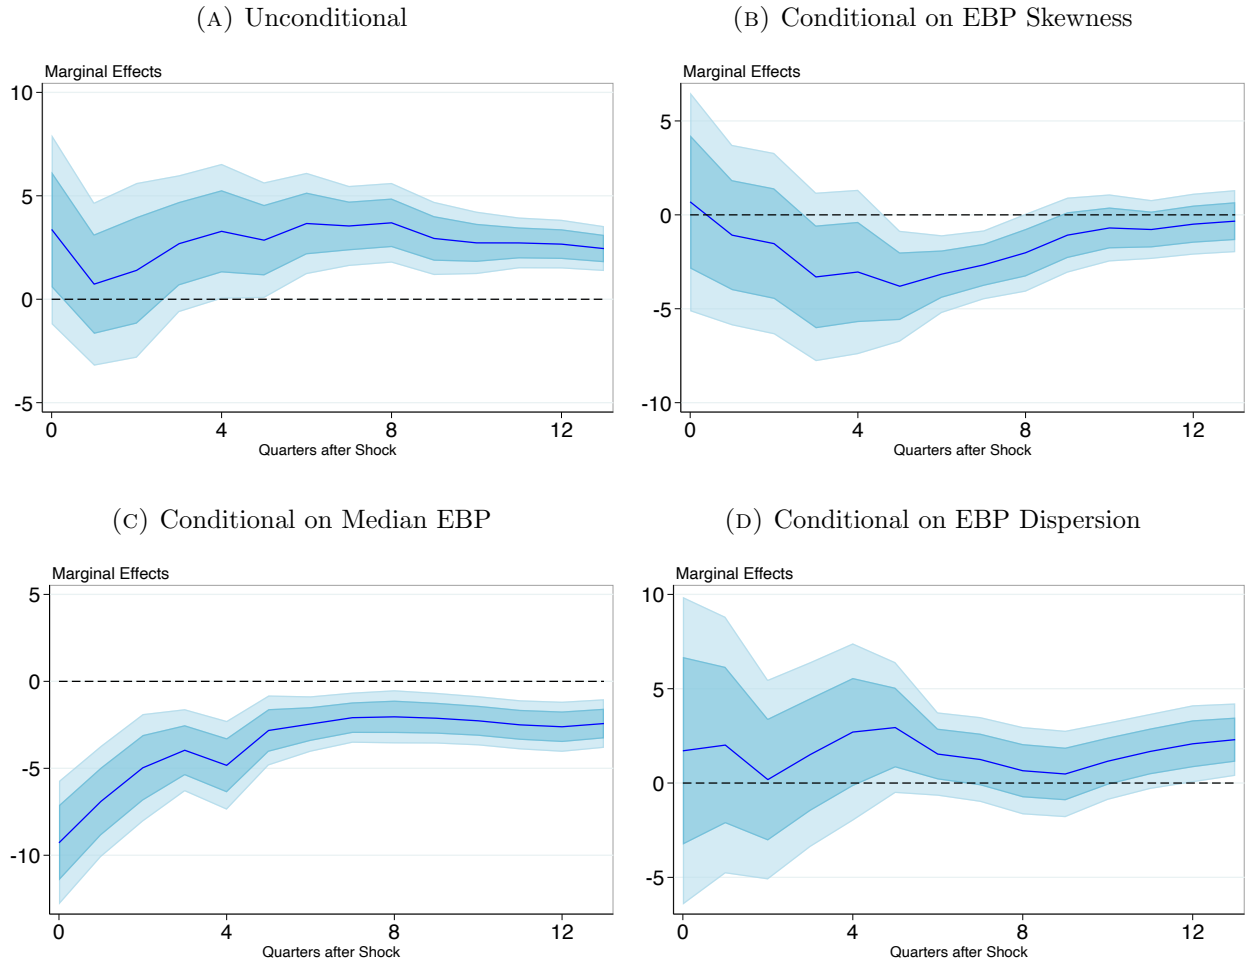 (A) Unconditional
Marginal Effects
10
5
0
-5
0 4 8 12
Quarters after Shock
(B) Conditional on EBP Skewness
Marginal Effects
5
0
-5
-10
0 4 8 12
Quarters after Shock
(C) Conditional on Median EBP
Marginal Effects
5
0
-5
-10
0 4 8 12
Quarters after Shock
(D) Conditional on EBP Dispersion
Marginal Effects
10
5
0
-5
0 4 8 12
Quarters after Shock